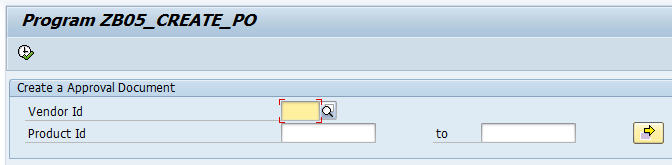 Program ZB05_CREATE_PO
Create a Approval Document
Vendor Id
Product Id to